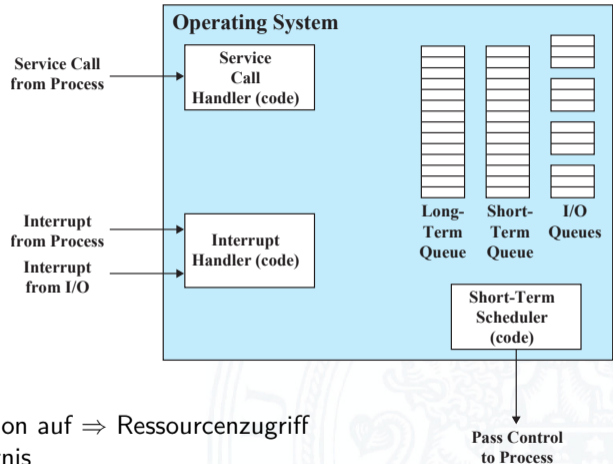 Operating System
Service Call
from Process
Service
Call
Handler (code)
Interrupt
from Process
Interrupt
from I/O
Interrupt
Handler (code)
Long-
Term
Queue
Short-
Term
Queue
I/O
Queues
Short-Term
Scheduler
(code)
Pass Control
to Process
on auf ⇒ Ressourcenzugriff
nis